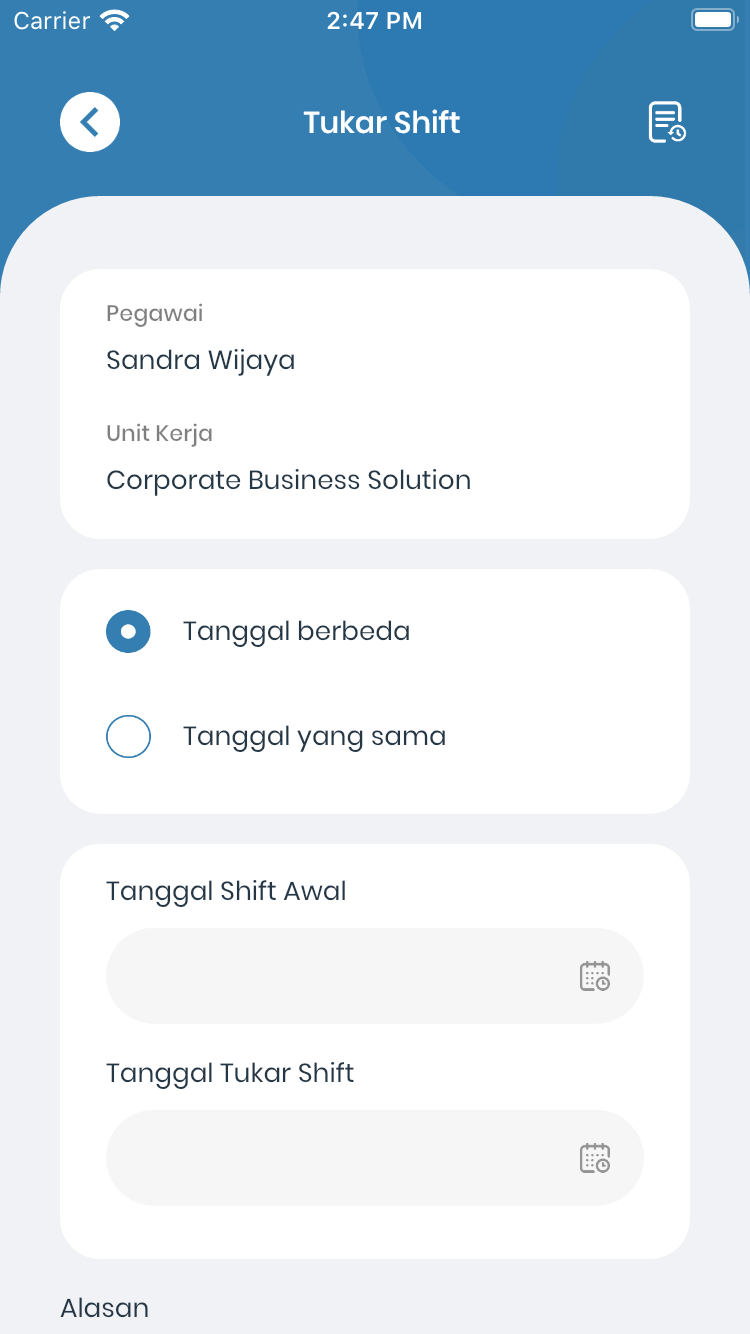 Carrier 2:47 PM
Tukar Shift
Pegawai
Sandra Wijaya
Unit Kerja
Corporate Business Solution
Tanggal berbeda
Tanggal yang sama
Tanggal Shift Awal
Tanggal Tukar Shift
Alasan